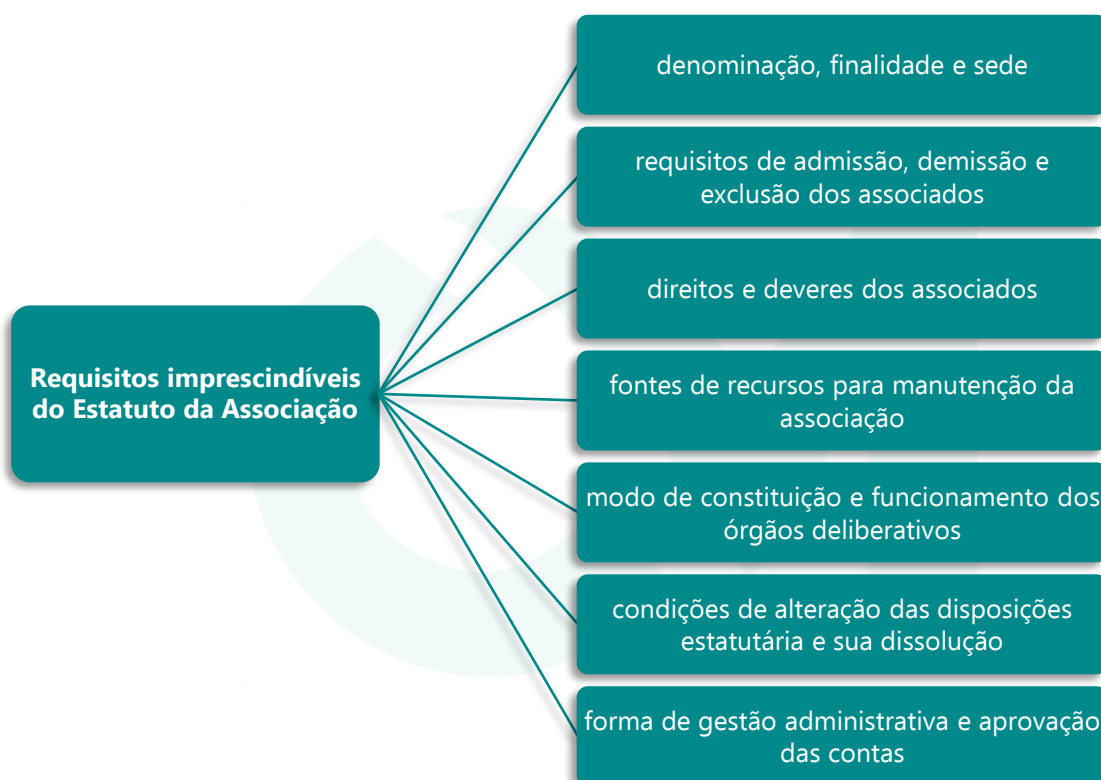 denominação, finalidade e sede
requisitos de admissão, demissão e
exclusão dos associados
direitos e deveres dos associados
Requisitos imprescindíveis
do Estatuto da Associação
fontes de recursos para manutenção da
associação
modo de constituição e funcionamento dos
órgãos deliberativos
condições de alteração das disposições
estatutária e sua dissolução
forma de gestão administrativa e aprovação
das contas